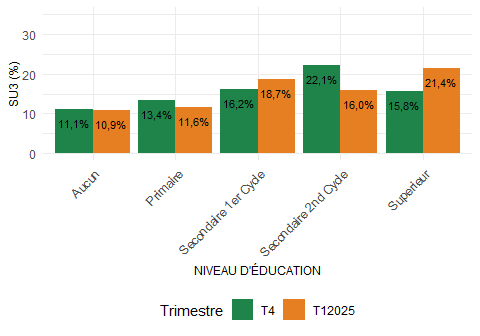 SU3 (%)
30
20
10
0
11,1%
10,9%
13,4%
11,6%
16,2%
18,7%
22,1%
16,0%
15,8%
21,4%
Aucun
Primaire
Secondaire 1er Cycle
Secondaire 2nd Cycle
Superieur
NIVEAU D'ÉDUCATION
Trimestre T4 T12025